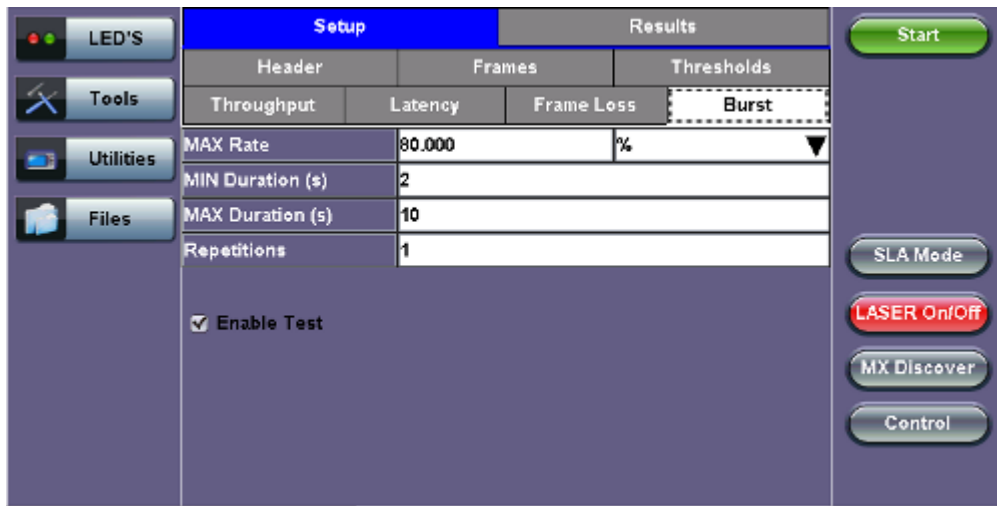 LED'S
Tools
Utilities
Files
Setup Results
Header Frames Thresholds
Throughput Latency Frame Loss Burst
MAX Rate 80.000 %
MIN Duration (s) 2
MAX Duration (s) 10
Repetitions 1
Enable Test
Start
SLA Mode
LASER On/Off
MX Discover
Control